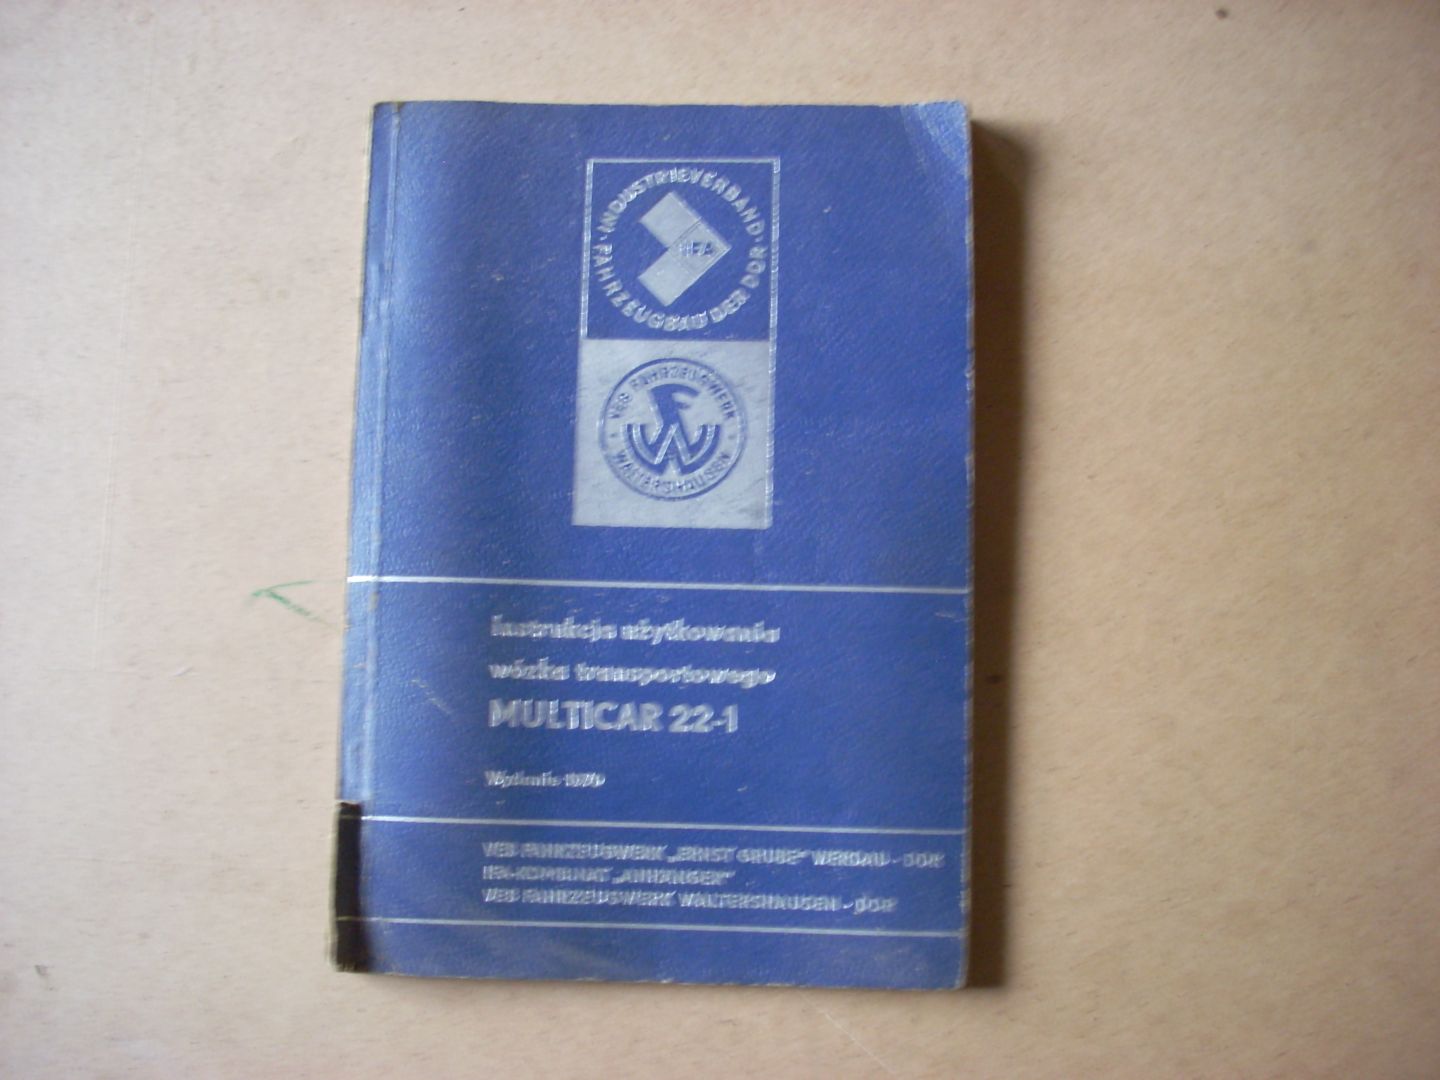 · INDUSTRIEVERBAND ·
FAHRZEUGBAU DER DDR
IFA
VEB FAHRZEUGWERK
FW
WALTERSHAUSEN
Instrukcja użytkowania
wózka transportowego
MULTICAR 22-1
Wydanie 1970
VEB FAHRZEUGWERK „ERNST GRUBE" WERDAU - DDR
IFA-KOMBINAT „ANHÄNGER"
VEB FAHRZEUGWERK WALTERSHAUSEN - DDR